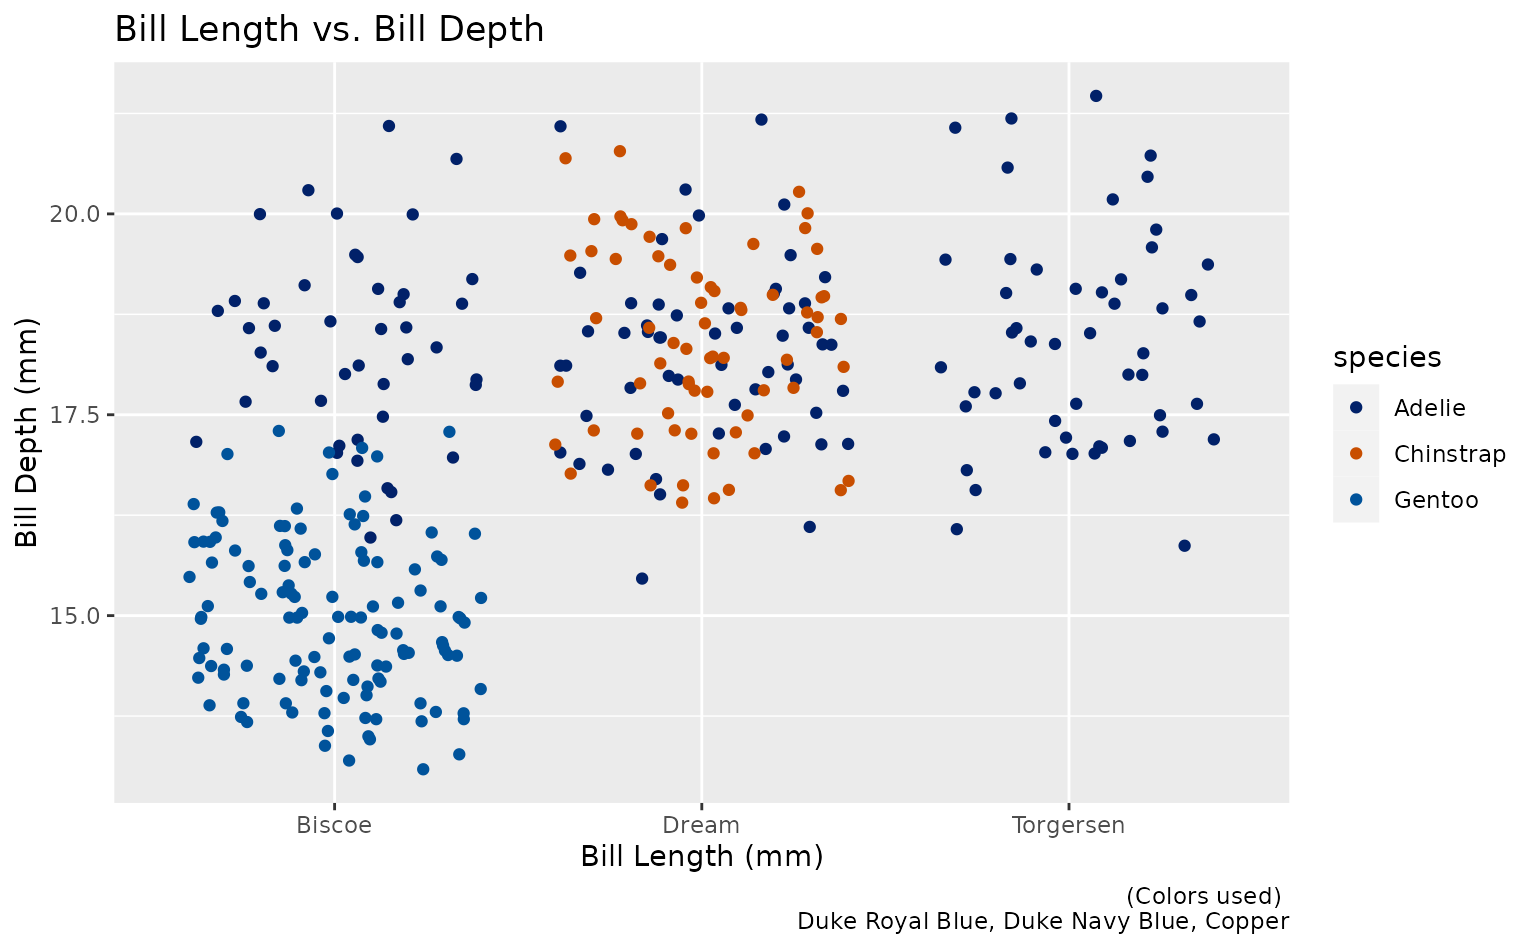 Bill Length vs. Bill Depth
Bill Depth (mm)
20.0
17.5
15.0
Biscoe
Dream
Torgersen
Bill Length (mm)
species
Adelie
Chinstrap
Gentoo
(Colors used)
Duke Royal Blue, Duke Navy Blue, Copper